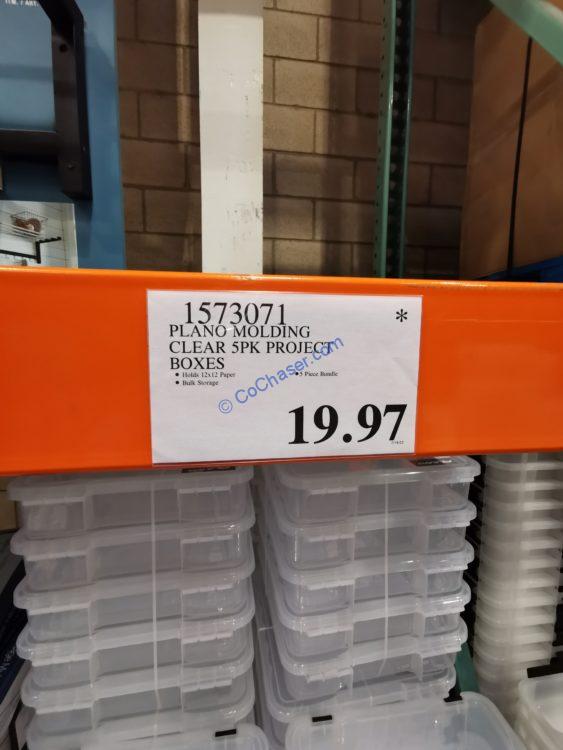 1573071 *
PLANO MOLDING
CLEAR 5PK PROJECT
BOXES
• Holds 12x12 Paper •5 Piece Bundle
• Bulk Storage
© CoChaser.com
19.97